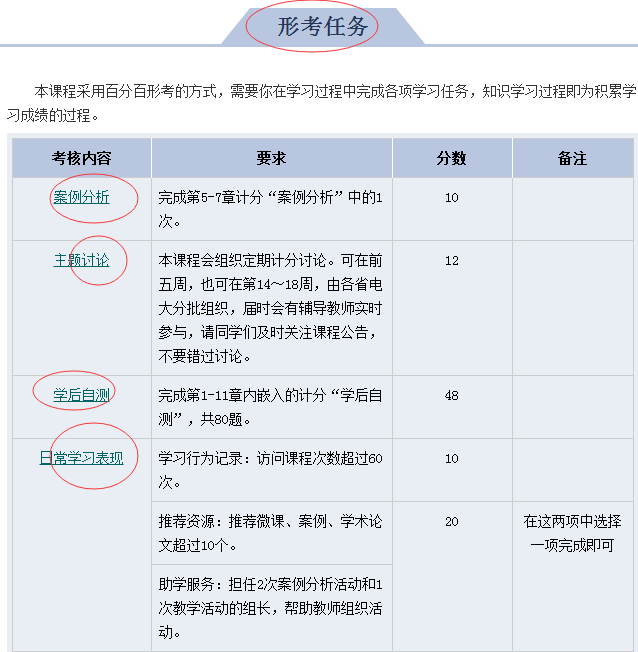 形考任务
本课程采用百分百形考的方式，需要你在学习过程中完成各项学习任务，知识学习过程即为积累学
习成绩的过程。
考核内容 要求 分数 备注
案例分析 完成第5-7章计分“案例分析”中的1 10
次。
主题讨论 本课程会组织定期计分讨论。可在前 12
五周，也可在第14～18周，由各省电
大分批组织，届时会有辅导教师实时
参与，请同学们及时关注课程公告，
不要错过讨论。
学后自测 完成第1-11章内嵌入的计分“学后自 48
测”，共80题。
日常学习表现 学习行为记录：访问课程次数超过60 10
次。
推荐资源：推荐微课、案例、学术论 20 在这两项中选择
文超过10个。 一项完成即可
助学服务：担任2次案例分析活动和1
次教学活动的组长，帮助教师组织活
动。